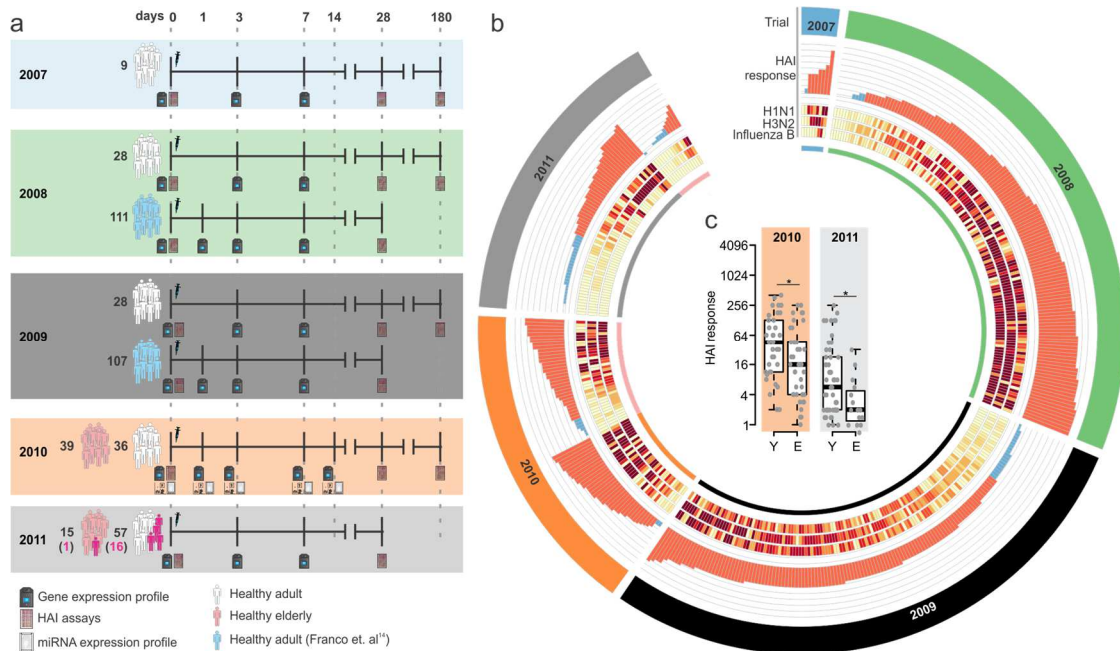 a
days 0 1 3 7 14 28 180
2007
9
2008
28
111
2009
28
107
2010
39 36
2011
15 57
(1) (16)
Gene expression profile
HAI assays
miRNA expression profile
Healthy adult
Healthy elderly
Healthy adult (Franco et. al¹⁴)
b
Trial
HAI
response
H1N1
H3N2
Influenza B
2007
2008
2009
2010
2011
c
2010 2011
HAI response
4096
1024
256
64
16
4
1
* *
Y E Y E